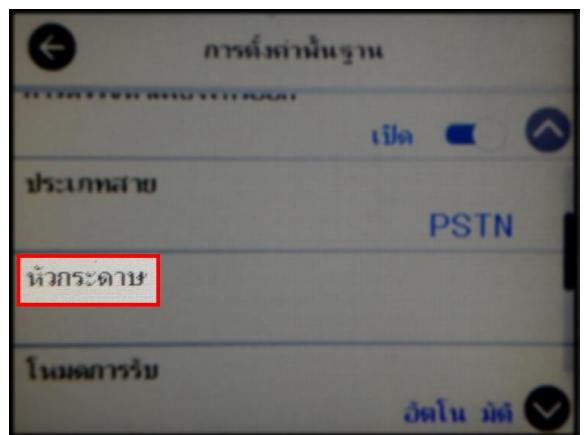 การตั้งค่าพื้นฐาน
เปิด
ประเภทสาย
PSTN
หัวกระดาษ
โหมดการรับ
อัตโน มัติ